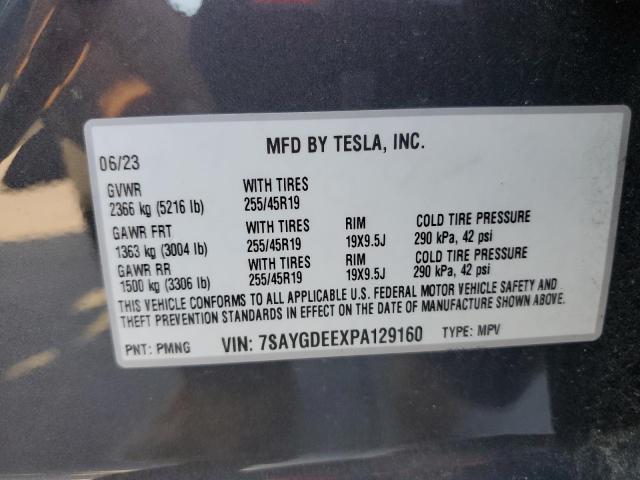 MFD BY TESLA, INC.
06/23
GVWR WITH TIRES
2366 kg (5216 lb) 255/45R19
GAWR FRT WITH TIRES RIM COLD TIRE PRESSURE
1363 kg (3004 lb) 255/45R19 19X9.5J 290 kPa, 42 psi
GAWR RR WITH TIRES RIM COLD TIRE PRESSURE
1500 kg (3306 lb) 255/45R19 19X9.5J 290 kPa, 42 psi
THIS VEHICLE CONFORMS TO ALL APPLICABLE U.S. FEDERAL MOTOR VEHICLE SAFETY AND
THEFT PREVENTION STANDARDS IN EFFECT ON THE DATE OF MANUFACTURE SHOWN ABOVE.
PNT: PMNG VIN: 7SAYGDEEXPA129160 TYPE: MPV